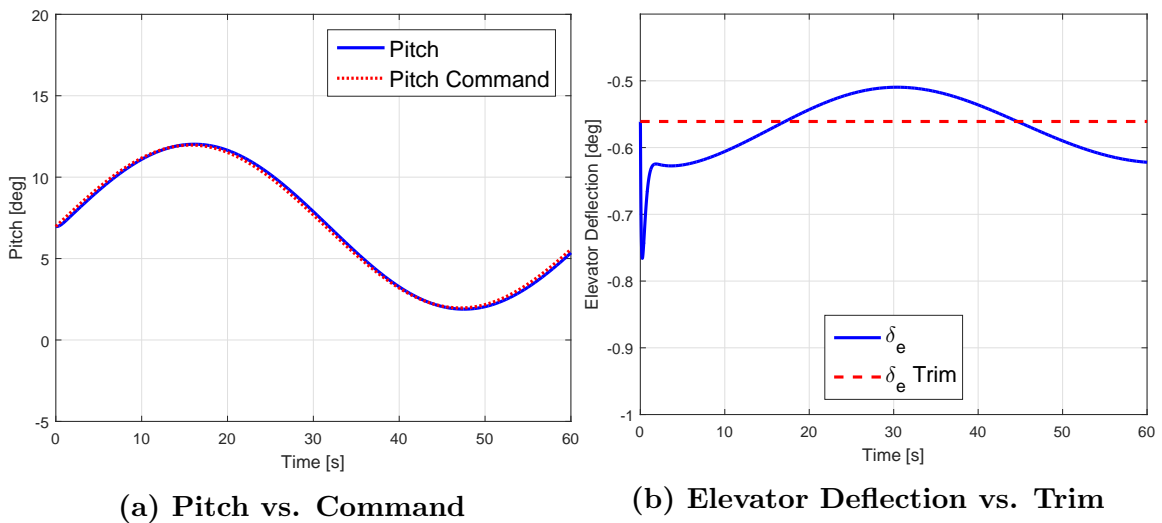 20
15
10
5
0
-5
Pitch [deg]
0 10 20 30 40 50 60
Time [s]
Pitch
Pitch Command
(a) Pitch vs. Command
-0.5
-0.6
-0.7
-0.8
-0.9
-1
Elevator Deflection [deg]
0 10 20 30 40 50 60
Time [s]
δ_e
δ_e Trim
(b) Elevator Deflection vs. Trim